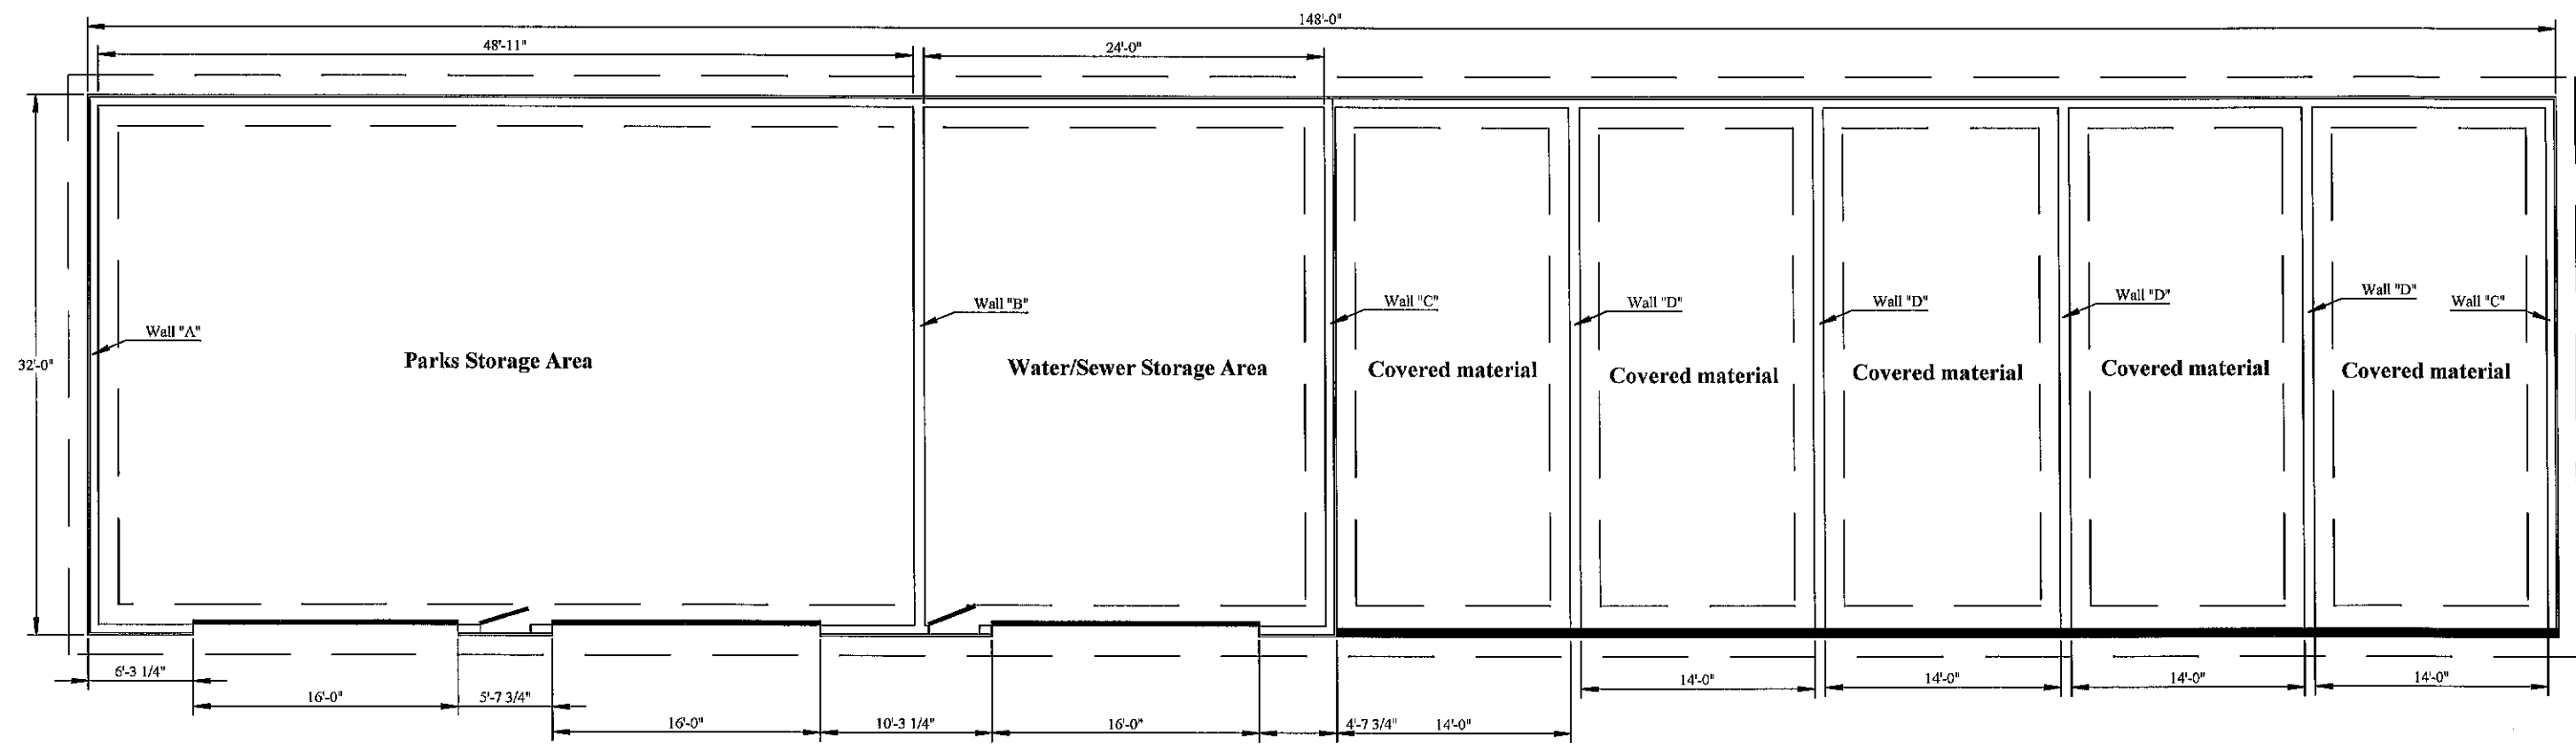 148'-0"
48'-11"
24'-0"
Wall "A"
Wall "B"
Wall "C"
Wall "D"
Wall "D"
Wall "D"
Wall "D"
Wall "C"
32'-0"
Parks Storage Area
Water/Sewer Storage Area
Covered material
Covered material
Covered material
Covered material
Covered material
6'-3 1/4"
16'-0"
5'-7 3/4"
16'-0"
10'-3 1/4"
16'-0"
4'-7 3/4"
14'-0"
14'-0"
14'-0"
14'-0"
14'-0"